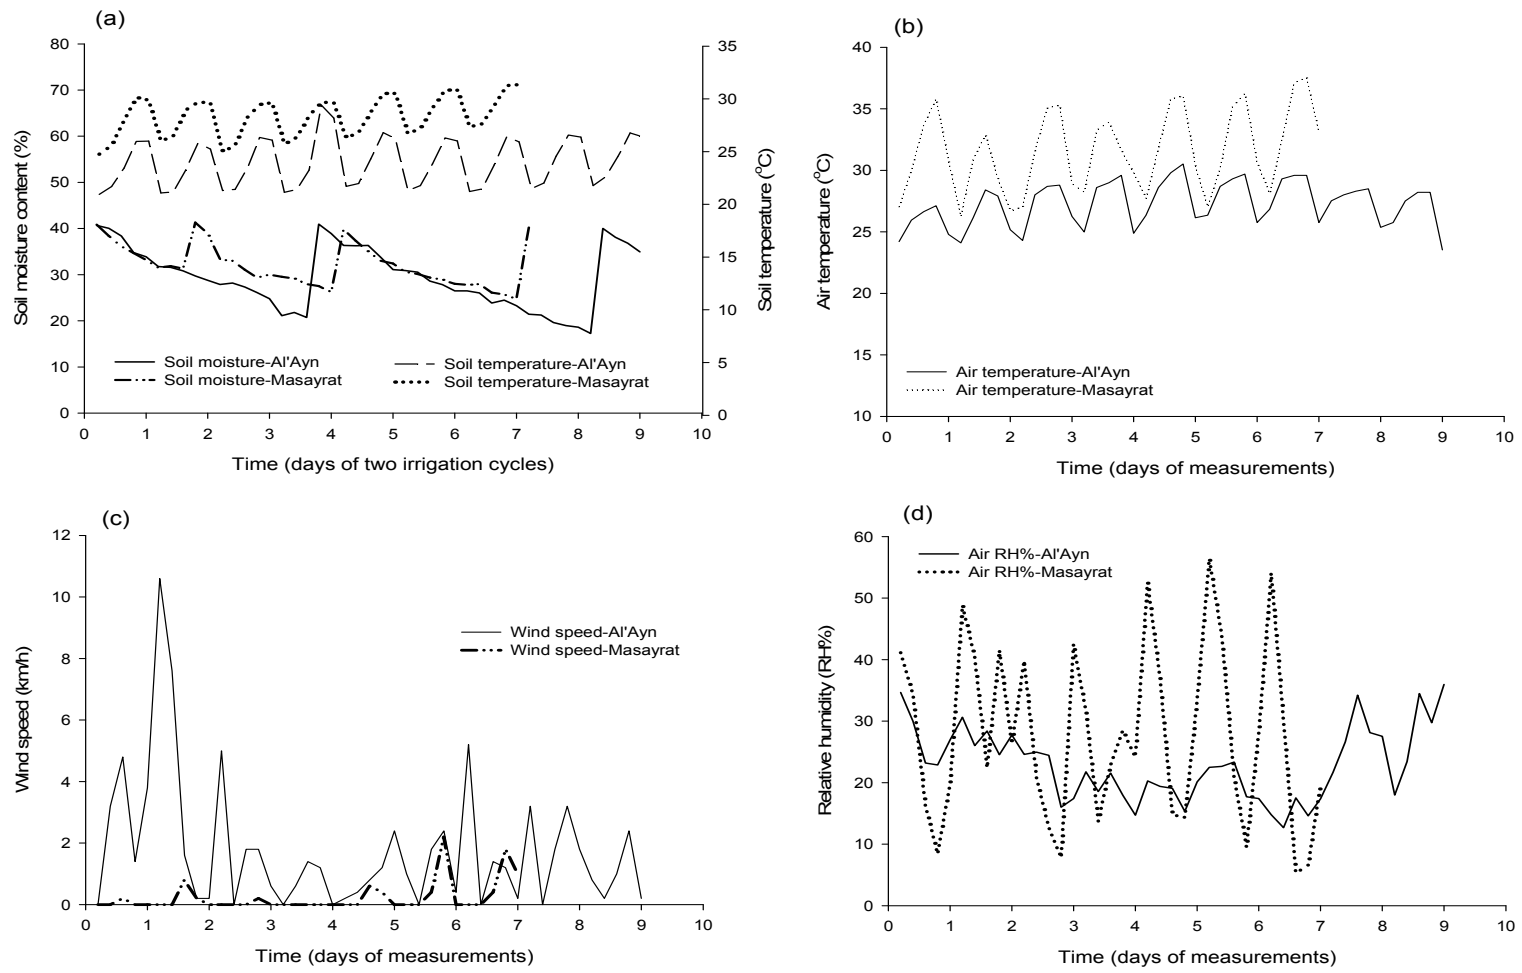 (a)
80
70
60
50
40
30
20
10
0
Soil moisture content (%)
35
30
25
20
15
10
5
0
Soil temperature (°C)
Soil moisture-Al'Ayn
Soil moisture-Masayrat
Soil temperature-Al'Ayn
Soil temperature-Masayrat
0 1 2 3 4 5 6 7 8 9 10
Time (days of two irrigation cycles)
(b)
40
35
30
25
20
15
10
Air temperature (°C)
Air temperature-Al'Ayn
Air temperature-Masayrat
0 1 2 3 4 5 6 7 8 9 10
Time (days of measurements)
(c)
12
10
8
6
4
2
0
Wind speed (km/h)
Wind speed-Al'Ayn
Wind speed-Masayrat
0 1 2 3 4 5 6 7 8 9 10
Time (days of measurements)
(d)
60
50
40
30
20
10
0
Relative humidity (RH%)
Air RH%-Al'Ayn
Air RH%-Masayrat
0 1 2 3 4 5 6 7 8 9 10
Time (days of measurements)